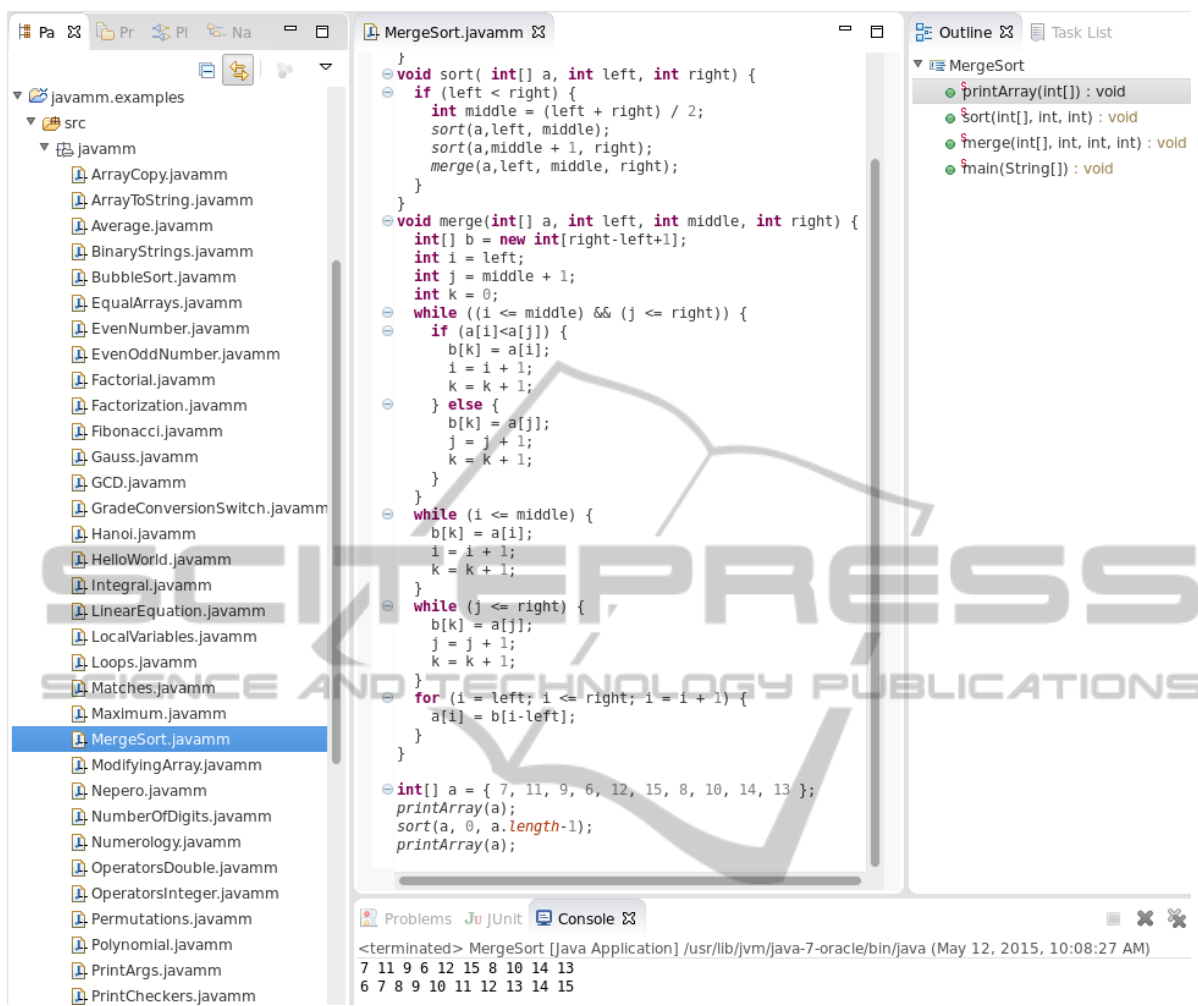 Pa Pr Pl Na
javamm.examples
src
javamm
ArrayCopy.javamm
ArrayToString.javamm
Average.javamm
BinaryStrings.javamm
BubbleSort.javamm
EqualArrays.javamm
EvenNumber.javamm
EvenOddNumber.javamm
Factorial.javamm
Factorization.javamm
Fibonacci.javamm
Gauss.javamm
GCD.javamm
GradeConversionSwitch.javamm
Hanoi.javamm
HelloWorld.javamm
Integral.javamm
LinearEquation.javamm
LocalVariables.javamm
Loops.javamm
Matches.javamm
Maximum.javamm
MergeSort.javamm
ModifyingArray.javamm
Nepero.javamm
NumberOfDigits.javamm
Numerology.javamm
OperatorsDouble.javamm
OperatorsInteger.javamm
Permutations.javamm
Polynomial.javamm
PrintArgs.javamm
PrintCheckers.javamm
MergeSort.javamm
}
void sort( int[] a, int left, int right) {
if (left < right) {
int middle = (left + right) / 2;
sort(a,left, middle);
sort(a,middle + 1, right);
merge(a,left, middle, right);
}
}
void merge(int[] a, int left, int middle, int right) {
int[] b = new int[right-left+1];
int i = left;
int j = middle + 1;
int k = 0;
while ((i <= middle) && (j <= right)) {
if (a[i]<a[j]) {
b[k] = a[i];
i = i + 1;
k = k + 1;
} else {
b[k] = a[j];
j = j + 1;
k = k + 1;
}
}
while (i <= middle) {
b[k] = a[i];
i = i + 1;
k = k + 1;
}
while (j <= right) {
b[k] = a[j];
j = j + 1;
k = k + 1;
}
for (i = left; i <= right; i = i + 1) {
a[i] = b[i-left];
}
}
int[] a = { 7, 11, 9, 6, 12, 15, 8, 10, 14, 13 };
printArray(a);
sort(a, 0, a.length-1);
printArray(a);
Outline Task List
MergeSort
S printArray(int[]) : void
S sort(int[], int, int) : void
S merge(int[], int, int, int) : void
S main(String[]) : void
Problems Ju JUnit Console
<terminated> MergeSort [Java Application] /usr/lib/jvm/java-7-oracle/bin/java (May 12, 2015, 10:08:27 AM)
7 11 9 6 12 15 8 10 14 13
6 7 8 9 10 11 12 13 14 15
SCITEPRESS
SCIENCE AND TECHNOLOGY PUBLICATIONS